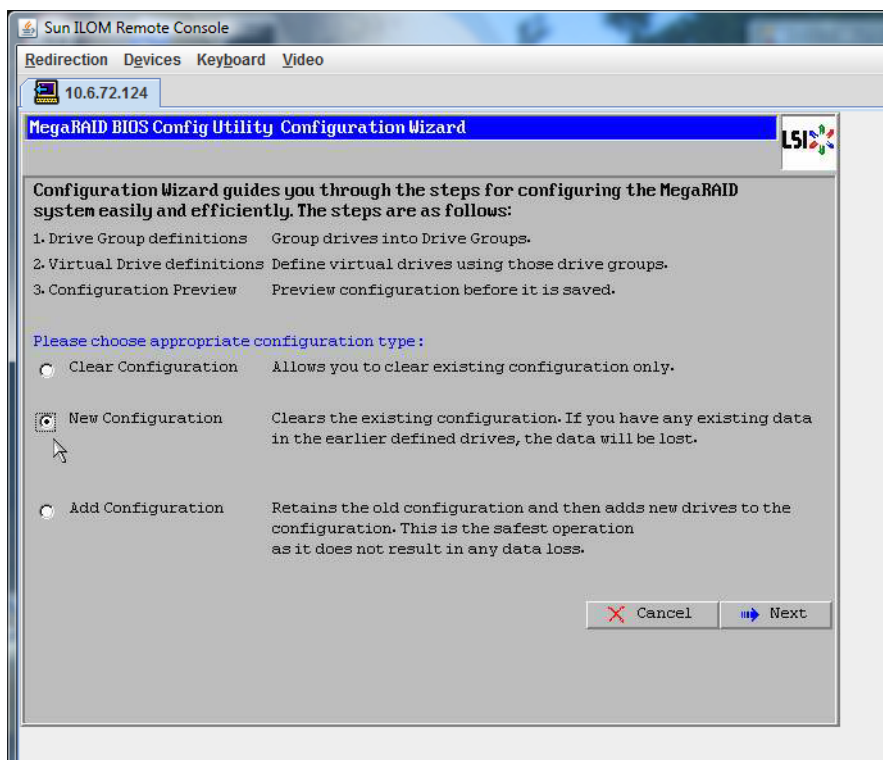 Sun ILOM Remote Console
Redirection Devices Keyboard Video
10.6.72.124
MegaRAID BIOS Config Utility Configuration Wizard
LSI
Configuration Wizard guides you through the steps for configuring the MegaRAID
system easily and efficiently. The steps are as follows:
1. Drive Group definitions Group drives into Drive Groups.
2. Virtual Drive definitions Define virtual drives using those drive groups.
3. Configuration Preview Preview configuration before it is saved.
Please choose appropriate configuration type:
Clear Configuration Allows you to clear existing configuration only.
New Configuration Clears the existing configuration. If you have any existing data
in the earlier defined drives, the data will be lost.
Add Configuration Retains the old configuration and then adds new drives to the
configuration. This is the safest operation
as it does not result in any data loss.
Cancel Next